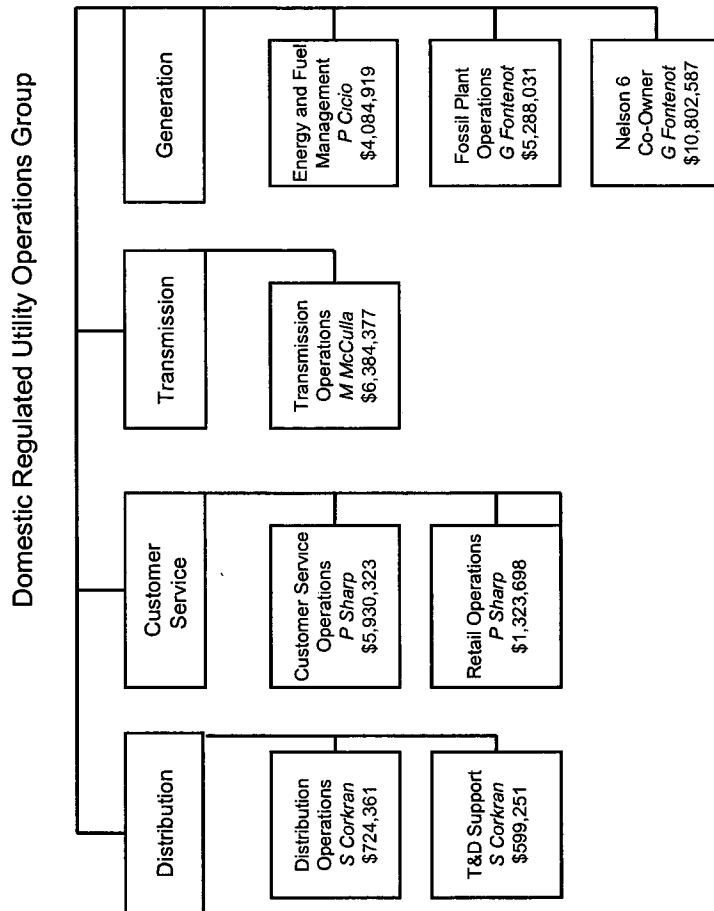 Domestic Regulated Utility Operations Group
Distribution
Customer
Service
Transmission
Generation
Distribution
Operations
S Corkran
$724,361
Customer Service
Operations
P Sharp
$5,930,323
Transmission
Operations
M McCulla
$6,384,377
Energy and Fuel
Management
P Cicio
$4,084,919
T&D Support
S Corkran
$599,251
Retail Operations
P Sharp
$1,323,698
Fossil Plant
Operations
G Fontenot
$5,288,031
Nelson 6
Co-Owner
G Fontenot
$10,802,587